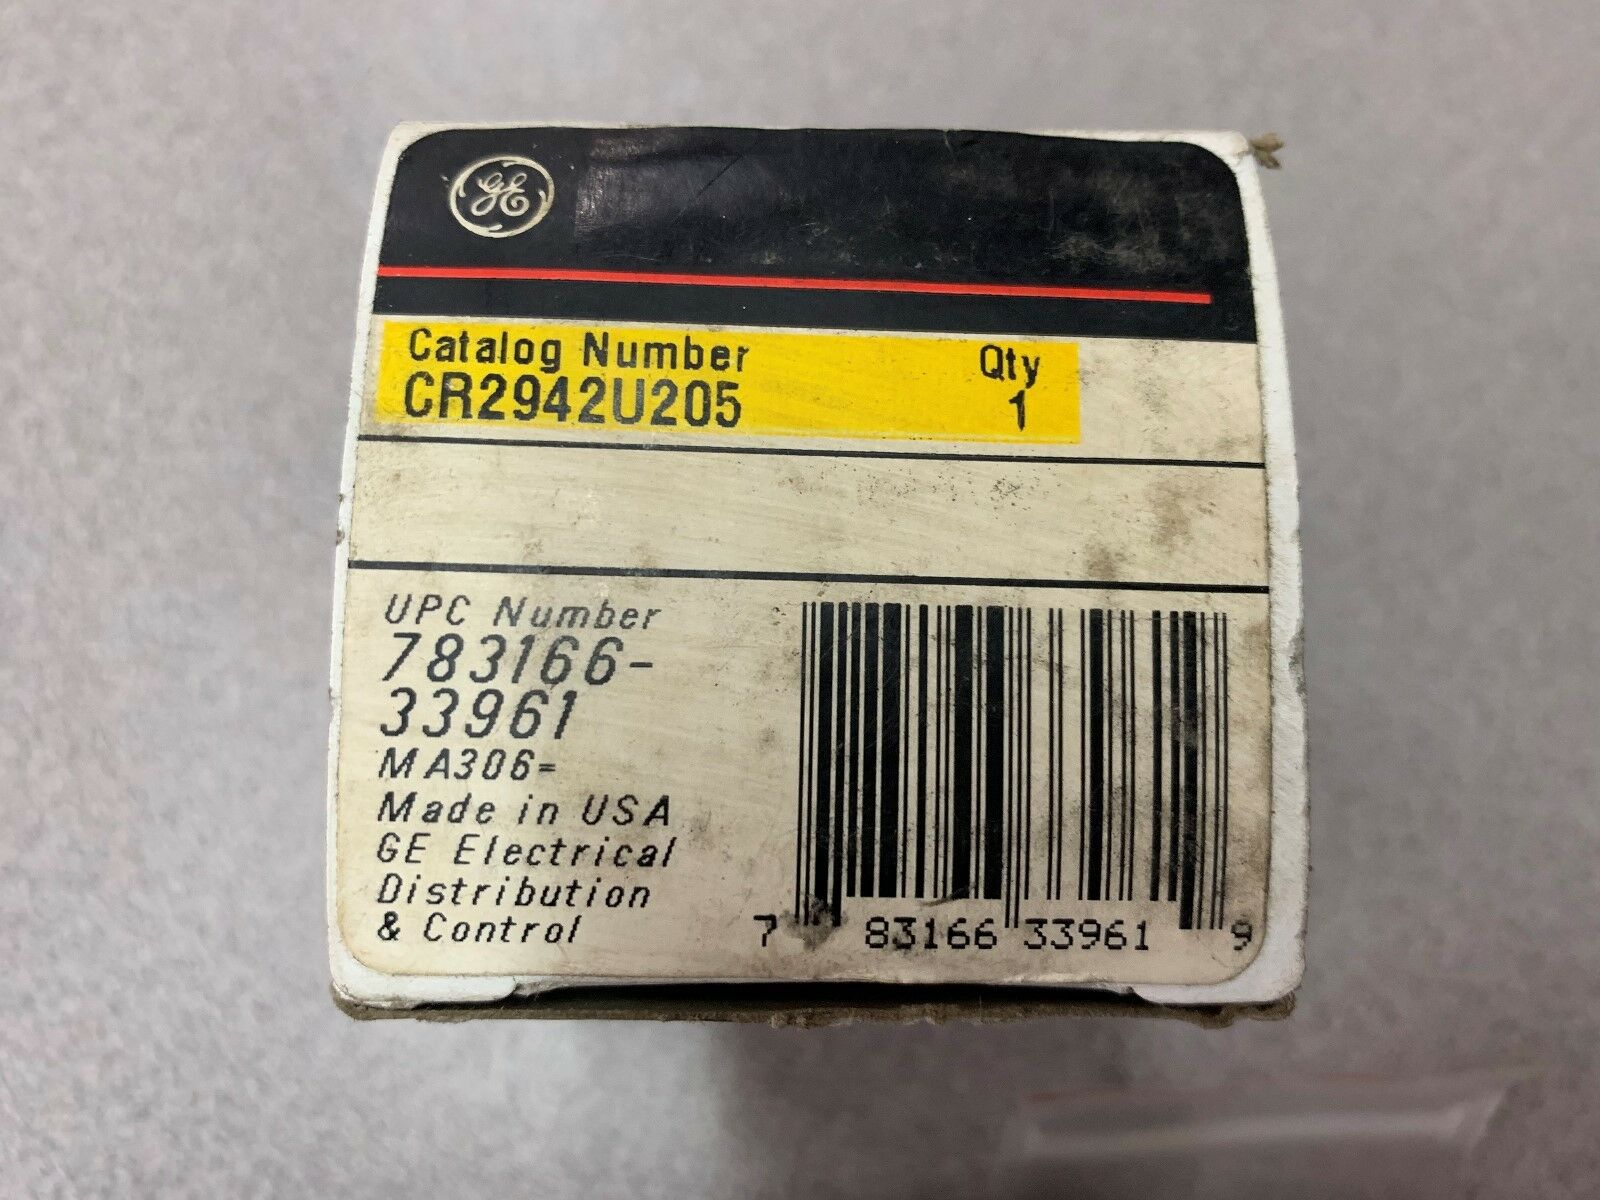 GE
Catalog Number Qty
CR2942U205 1
UPC Number
783166-
33961
MA306-
Made in USA
GE Electrical
Distribution
& Control
7 83166 33961 9